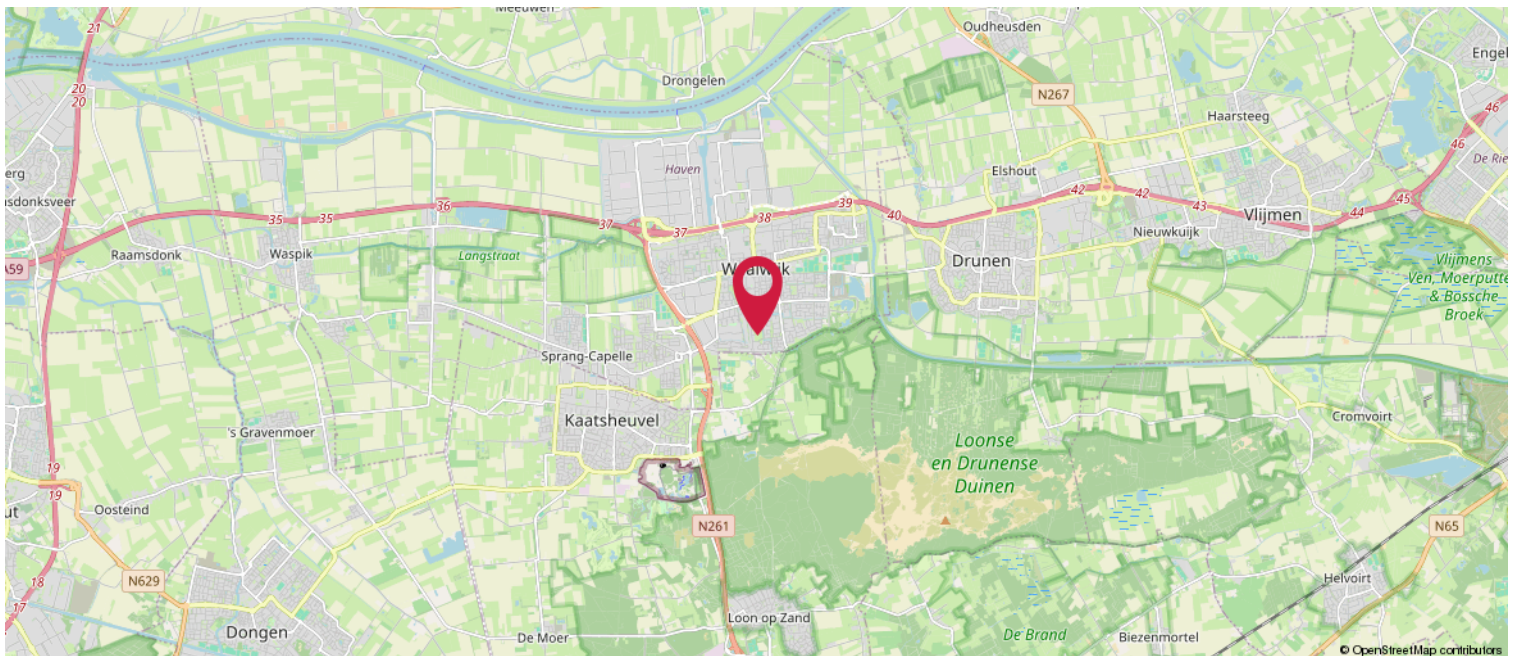 Meeuwen
21
Oudheusden
Engel
20
20
Drongelen
N267
46
Haarsteeg
46
De Rie
erg
Haven
Elshout
42
42
45
msdonksveer
35
35
36
37
37
38
39
40
43
Vlijmen
44
Nieuwkuijk
A59
Raamsdonk
Waspik
Langstraat
Drunen
Vlijmens
Ven, Moerputte
& Bossche
Broek
Sprang-Capelle
Kaatsheuvel
's Gravenmoer
Cromvoirt
Loonse
en Drunense
Duinen
19
19
ut
Oosteind
N261
N65
18
N629
17
Helvoirt
Loon op Zand
Dongen
De Moer
De Brand
Biezenmortel
© OpenStreetMap contributors